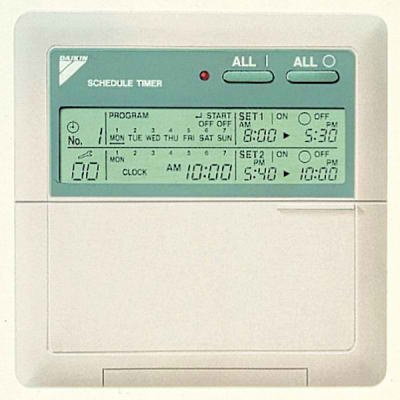 DAIKIN
SCHEDULE TIMER
ALL | ALL ○
PROGRAM ↵ START SET1 | ON ○ OFF
OFF OFF AM PM
No. 1 1 2 3 4 5 6 7 8:00 ▶ 5:30
MON TUE WED THU FRI SAT SUN
1 2 3 4 5 6 7 SET2 | ON ○ OFF
MON PM PM
00 CLOCK AM 10:00 5:40 ▶ 10:00